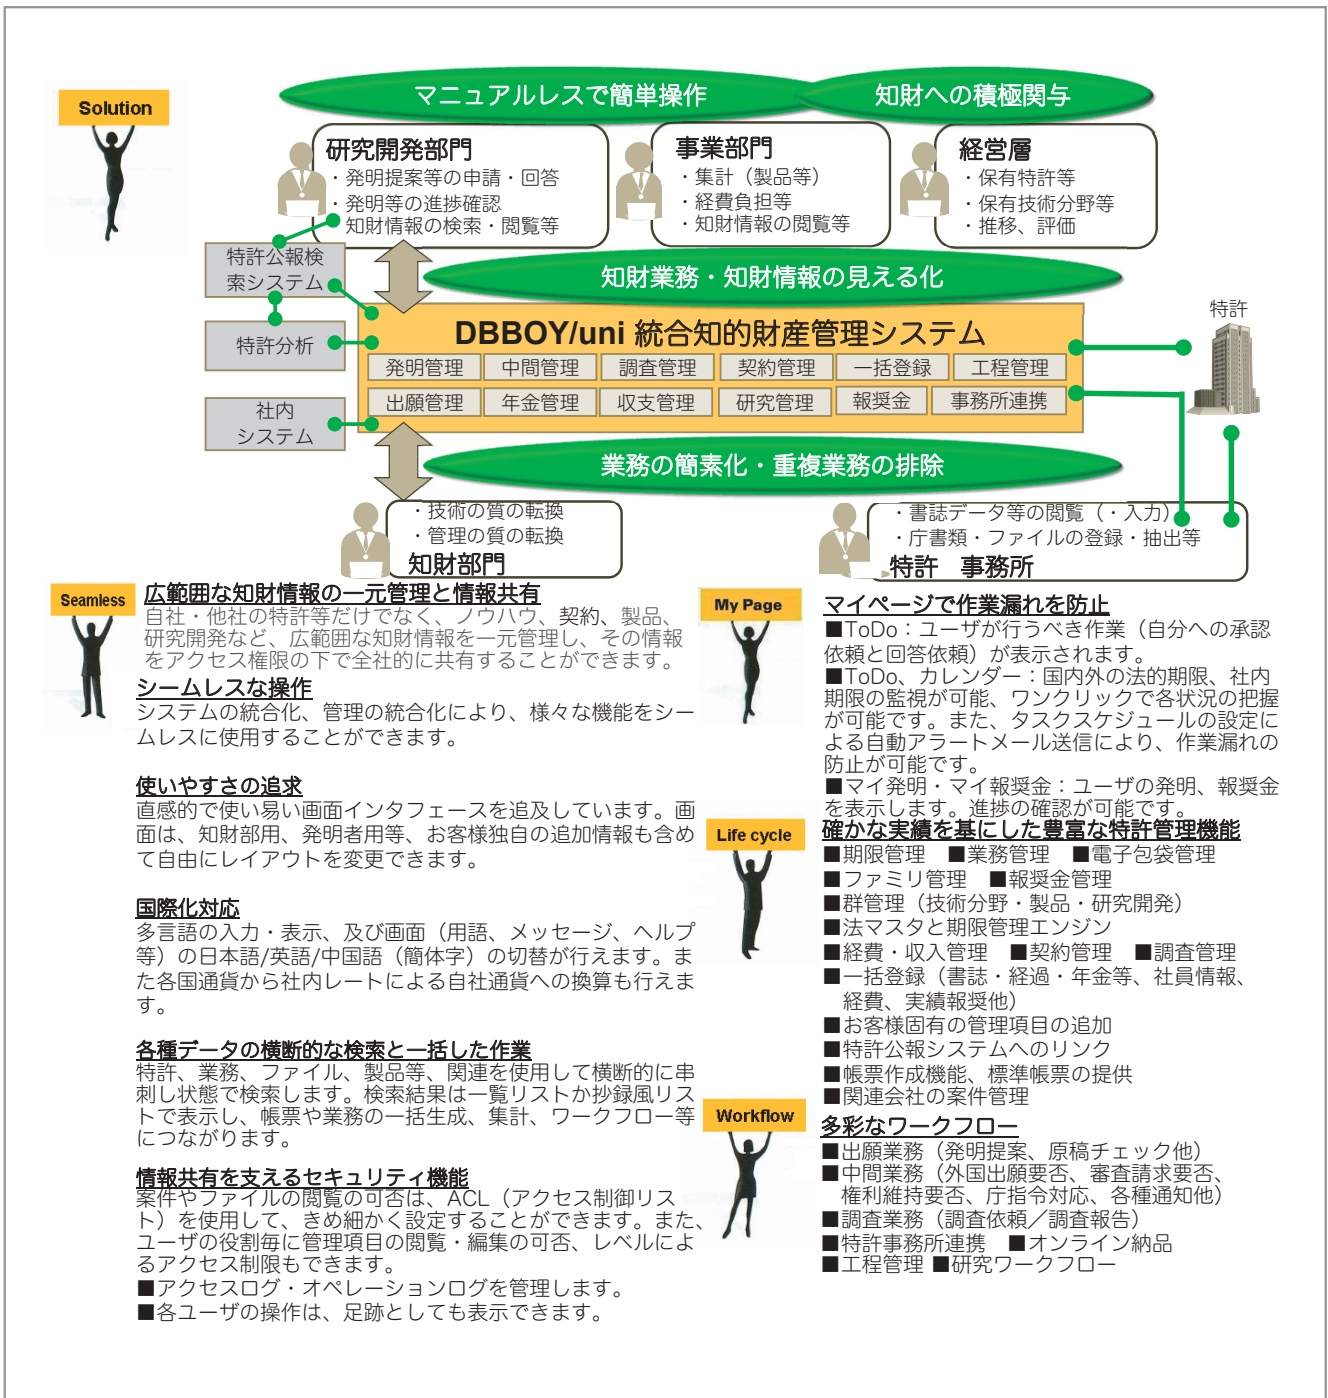 Solution
マニュアルレスで簡単操作
知財への積極関与
研究開発部門
・発明提案等の申請・回答
・発明等の進捗確認
知財情報の検索・閲覧等
事業部門
・集計（製品等）
・経費負担等
・知財情報の閲覧等
経営層
・保有特許等
・保有技術分野等
・推移、評価
特許公報検
索システム
特許分析
社内
システム
知財業務・知財情報の見える化
DBBOY/uni 統合知的財産管理システム
発明管理 中間管理 調査管理 契約管理 一括登録 工程管理
出願管理 年金管理 収支管理 研究管理 報奨金 事務所連携
特許
業務の簡素化・重複業務の排除
・技術の質の転換
・管理の質の転換
知財部門
・書誌データ等の閲覧（・入力）
・庁書類・ファイルの登録・抽出等
特許　事務所
Seamless
広範囲な知財情報の一元管理と情報共有
自社・他社の特許等だけでなく、ノウハウ、契約、製品、
研究開発など、広範囲な知財情報を一元管理し、その情報
をアクセス権限の下で全社的に共有することができます。
シームレスな操作
システムの統合化、管理の統合化により、様々な機能をシー
ムレスに使用することができます。
使いやすさの追求
直感的で使い易い画面インタフェースを追及しています。画
面は、知財部用、発明者用等、お客様独自の追加情報も含め
て自由にレイアウトを変更できます。
国際化対応
多言語の入力・表示、及び画面（用語、メッセージ、ヘルプ
等）の日本語/英語/中国語（簡体字）の切替が行えます。ま
た各国通貨から社内レートによる自社通貨への換算も行えま
す。
各種データの横断的な検索と一括した作業
特許、業務、ファイル、製品等、関連を使用して横断的に串
刺し状態で検索します。検索結果は一覧リストか抄録風リス
トで表示し、帳票や業務の一括生成、集計、ワークフロー等
につながります。
情報共有を支えるセキュリティ機能
案件やファイルの閲覧の可否は、ACL（アクセス制御リス
ト）を使用して、きめ細かく設定することができます。また、
ユーザの役割毎に管理項目の閲覧・編集の可否、レベルによ
るアクセス制限もできます。
■アクセスログ・オペレーションログを管理します。
■各ユーザの操作は、足跡としても表示できます。
My Page
マイページで作業漏れを防止
■ToDo：ユーザが行うべき作業（自分への承認
依頼と回答依頼）が表示されます。
■ToDo、カレンダー：国内外の法的期限、社内
期限の監視が可能、ワンクリックで各状況の把握
が可能です。また、タスクスケジュールの設定に
よる自動アラートメール送信により、作業漏れの
防止が可能です。
■マイ発明・マイ報奨金：ユーザの発明、報奨金
を表示します。進捗の確認が可能です。
Life cycle
確かな実績を基にした豊富な特許管理機能
■期限管理　■業務管理　■電子包袋管理
■ファミリ管理　■報奨金管理
■群管理（技術分野・製品・研究開発）
■法マスタと期限管理エンジン
■経費・収入管理　■契約管理　■調査管理
■一括登録（書誌・経過・年金等、社員情報、
経費、実績報奨他）
■お客様固有の管理項目の追加
■特許公報システムへのリンク
■帳票作成機能、標準帳票の提供
■関連会社の案件管理
Workflow
多彩なワークフロー
■出願業務（発明提案、原稿チェック他）
■中間業務（外国出願要否、審査請求要否、
権利維持要否、庁指令対応、各種通知他）
■調査業務（調査依頼／調査報告）
■特許事務所連携　■オンライン納品
■工程管理 ■研究ワークフロー